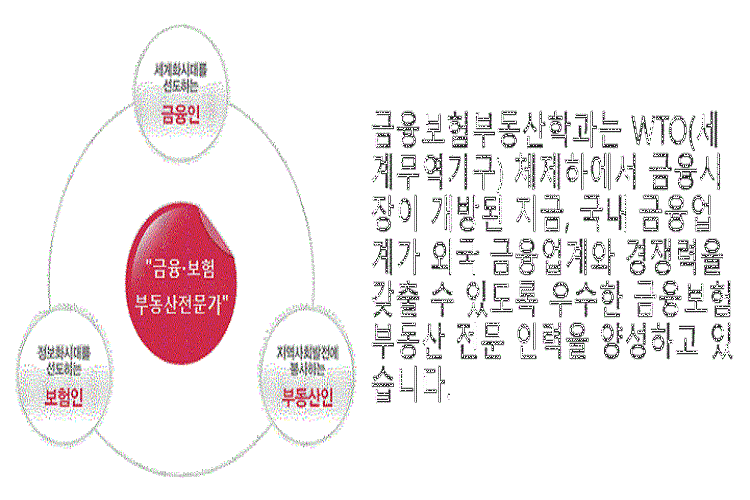 세계화시대를
선도하는
금융인
"금융·보험
부동산전문가"
정보화시대를
선도하는
보험인
지역사회발전에
봉사하는
부동산인
금융보험부동산학과는 WTO(세
계무역기구) 체제하에서 금융시
장이 개방된 지금, 국내 금융업
계가 외국 금융업계와 경쟁력을
갖출 수 있도록 우수한 금융보험
부동산 전문 인력을 양성하고 있
습니다.